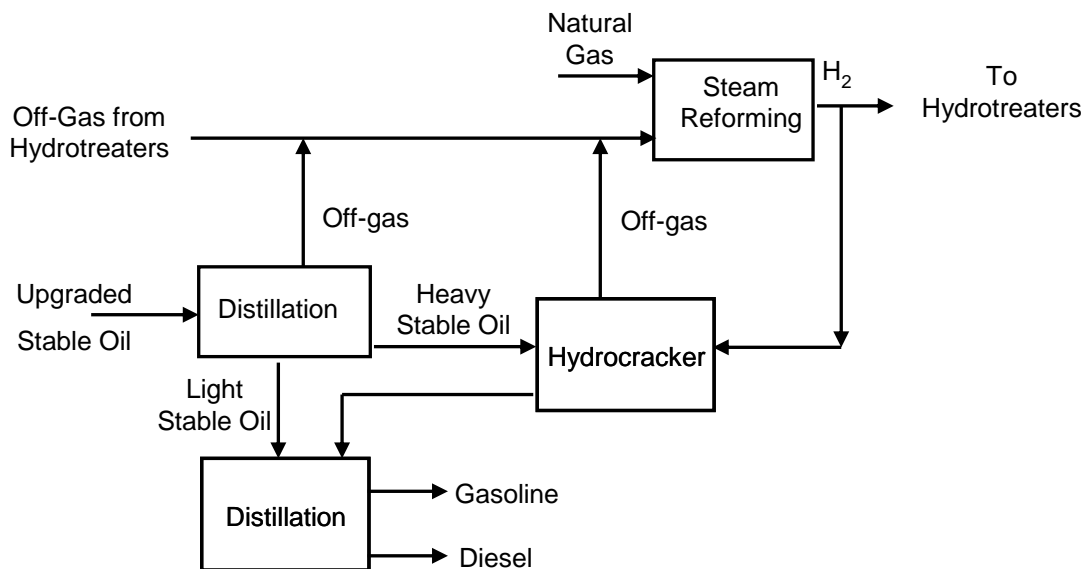 Natural
Gas
Steam
Reforming
H2
To
Hydrotreaters
Off-Gas from
Hydrotreaters
Off-gas
Off-gas
Upgraded
Stable Oil
Distillation
Heavy
Stable Oil
Hydrocracker
Light
Stable Oil
Distillation
Gasoline
Diesel